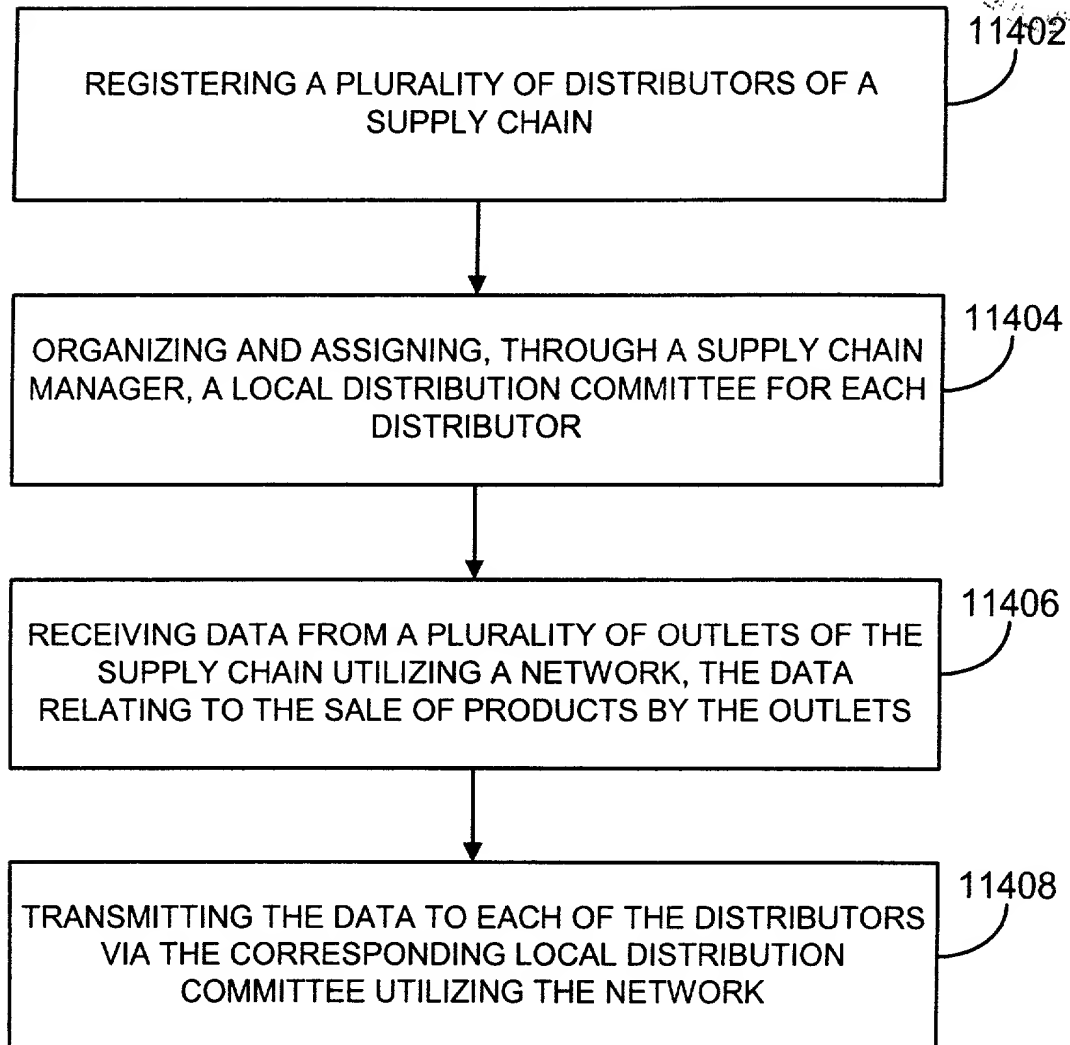 11402
REGISTERING A PLURALITY OF DISTRIBUTORS OF A
SUPPLY CHAIN
11404
ORGANIZING AND ASSIGNING, THROUGH A SUPPLY CHAIN
MANAGER, A LOCAL DISTRIBUTION COMMITTEE FOR EACH
DISTRIBUTOR
11406
RECEIVING DATA FROM A PLURALITY OF OUTLETS OF THE
SUPPLY CHAIN UTILIZING A NETWORK, THE DATA
RELATING TO THE SALE OF PRODUCTS BY THE OUTLETS
11408
TRANSMITTING THE DATA TO EACH OF THE DISTRIBUTORS
VIA THE CORRESPONDING LOCAL DISTRIBUTION
COMMITTEE UTILIZING THE NETWORK